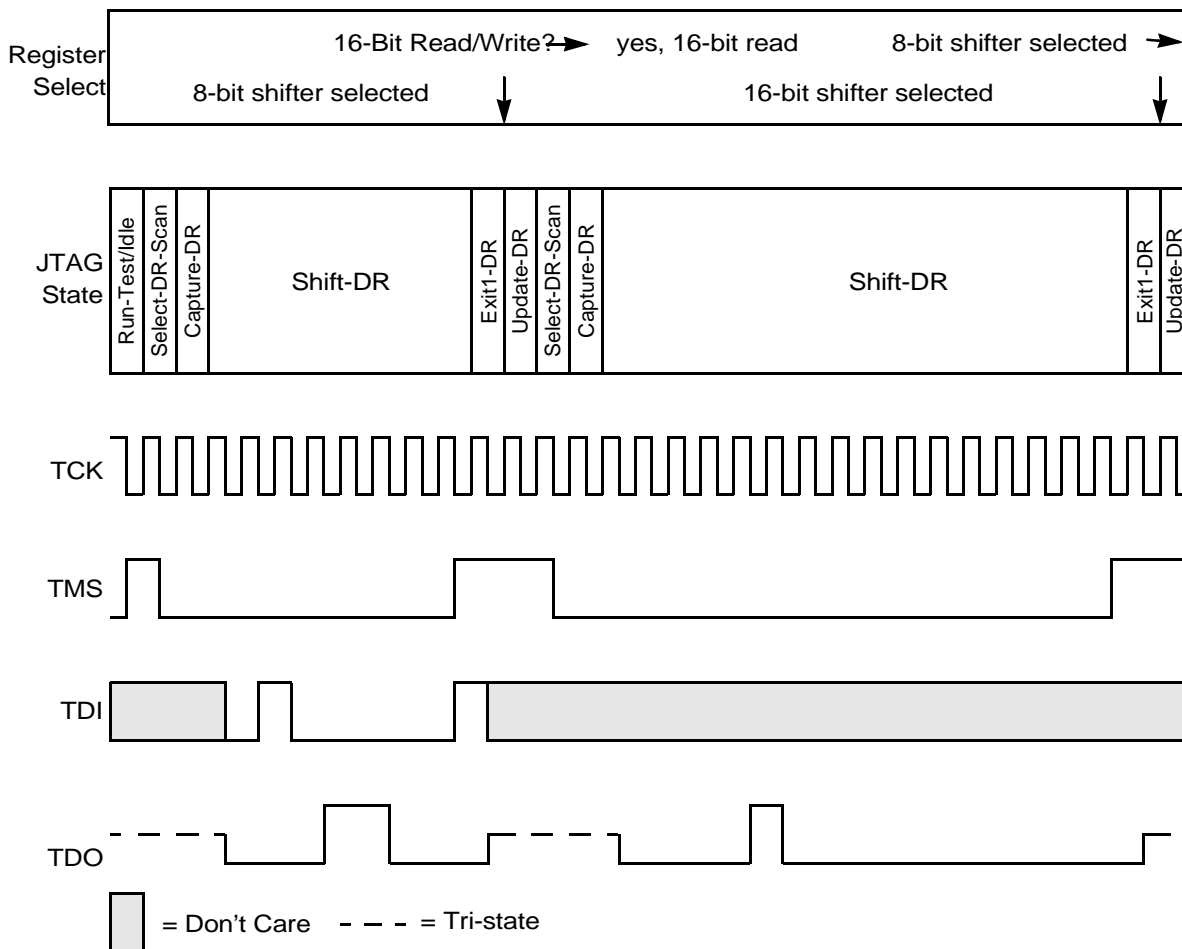 Register
Select
16-Bit Read/Write?
yes, 16-bit read
8-bit shifter selected
8-bit shifter selected
16-bit shifter selected
JTAG
State
Run-Test/Idle
Select-DR-Scan
Capture-DR
Shift-DR
Exit1-DR
Update-DR
Select-DR-Scan
Capture-DR
Shift-DR
Exit1-DR
Update-DR
TCK
TMS
TDI
TDO
= Don't Care
= Tri-state